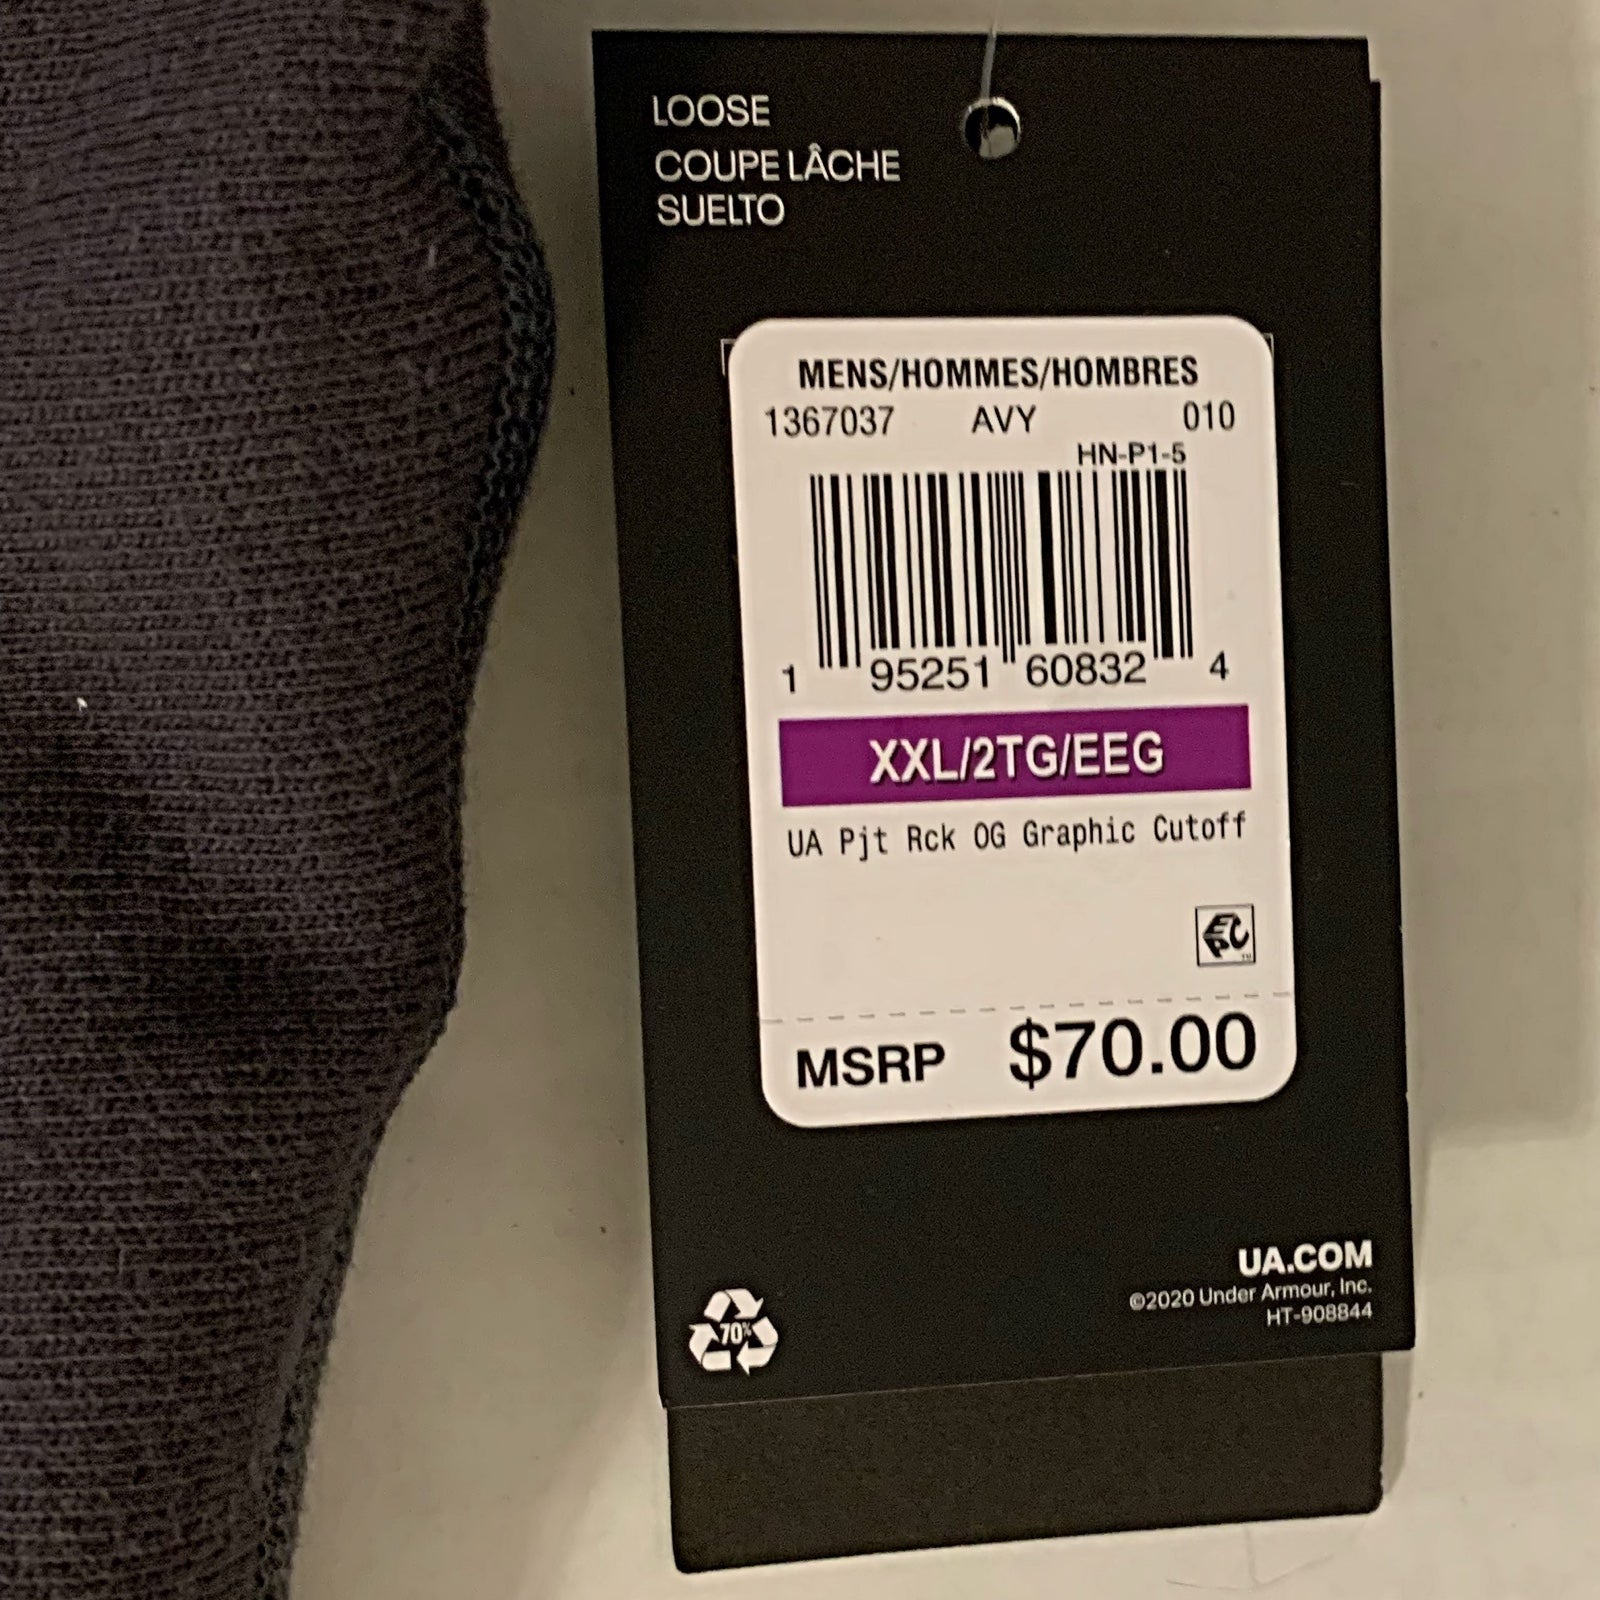 LOOSE
COUPE LÂCHE
SUELTO
MENS/HOMMES/HOMBRES
1367037 AVY 010
HN-P1-5
1 95251 60832 4
XXL/2TG/EEG
UA Pjt Rck OG Graphic Cutoff
EPC
TM
MSRP $70.00
UA.COM
©2020 Under Armour, Inc.
HT-908844
70%